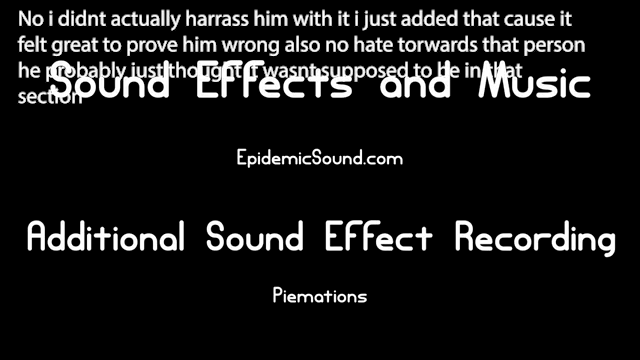 No i didnt actually harrass him with it i just added that cause it
felt great to prove him wrong also no hate torwards that person
he probably just thought it wasnt supposed to be in that
section
Sound Effects and Music
EpidemicSound.com
Additional Sound Effect Recording
Piemations